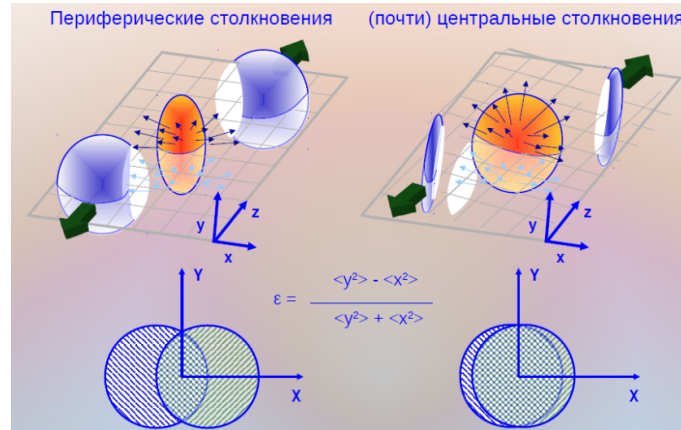 Периферические столкновения
(почти) центральные столкновения
y
z
x
y
z
x
Y
X
ε =
<y²> - <x²>
<y²> + <x²>
Y
X